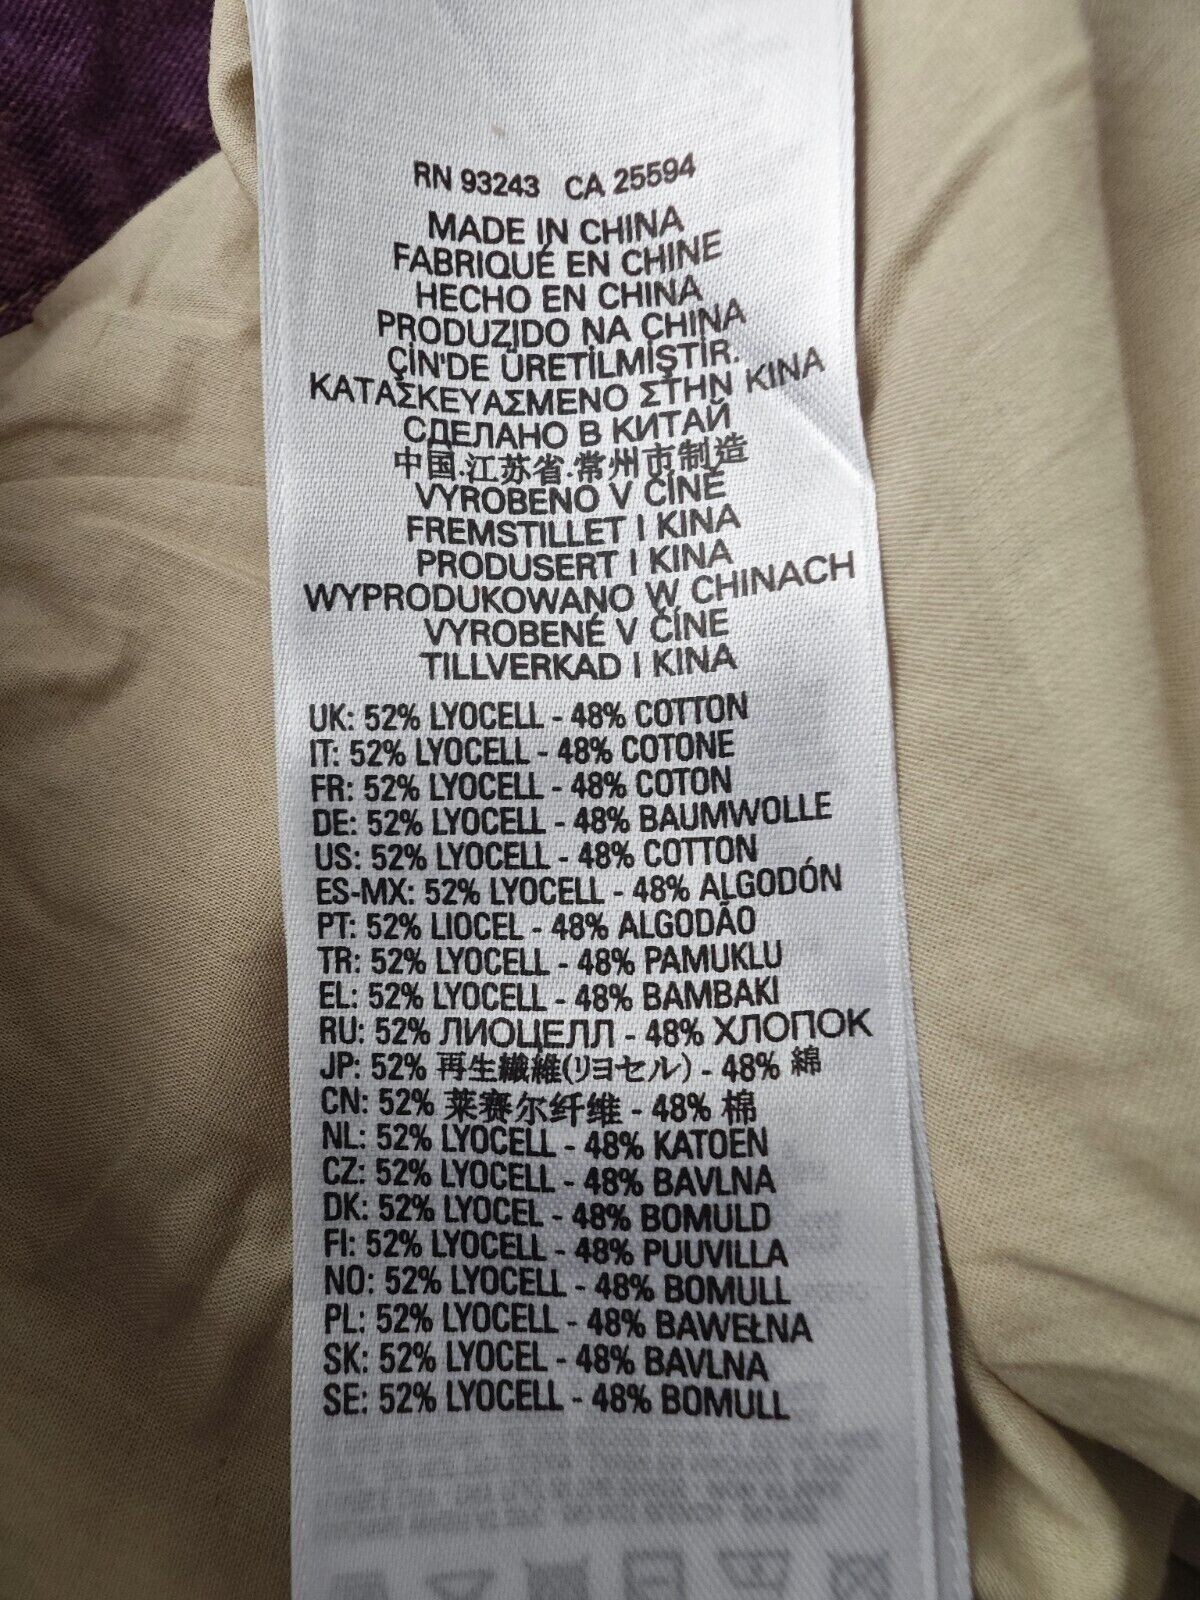 RN 93243 CA 25594
MADE IN CHINA
FABRIQUÉ EN CHINE
HECHO EN CHINA
PRODUZIDO NA CHINA
ÇİN'DE ÜRETİLMİŞTİR.
ΚΑΤΑΣΚΕΥΑΣΜΕΝΟ ΣΤΗΝ ΚΙΝΑ
СДЕЛАНО В КИТАЙ
中国.江苏省.常州市制造
VYROBENO V ČÍNĚ
FREMSTILLET I KINA
PRODUSERT I KINA
WYPRODUKOWANO W CHINACH
VYROBENÉ V ČÍNE
TILLVERKAD I KINA
UK: 52% LYOCELL - 48% COTTON
IT: 52% LYOCELL - 48% COTONE
FR: 52% LYOCELL - 48% COTON
DE: 52% LYOCELL - 48% BAUMWOLLE
US: 52% LYOCELL - 48% COTTON
ES-MX: 52% LYOCELL - 48% ALGODÓN
PT: 52% LIOCEL - 48% ALGODÃO
TR: 52% LYOCELL - 48% PAMUKLU
EL: 52% LYOCELL - 48% BAMBAKI
RU: 52% ЛИОЦЕЛЛ - 48% ХЛОПОК
JP: 52% 再生繊維(リヨセル) - 48% 綿
CN: 52% 莱赛尔纤维 - 48% 棉
NL: 52% LYOCELL - 48% KATOEN
CZ: 52% LYOCELL - 48% BAVLNA
DK: 52% LYOCEL - 48% BOMULD
FI: 52% LYOCELL - 48% PUUVILLA
NO: 52% LYOCELL - 48% BOMULL
PL: 52% LYOCELL - 48% BAWEŁNA
SK: 52% LYOCEL - 48% BAVLNA
SE: 52% LYOCELL - 48% BOMULL